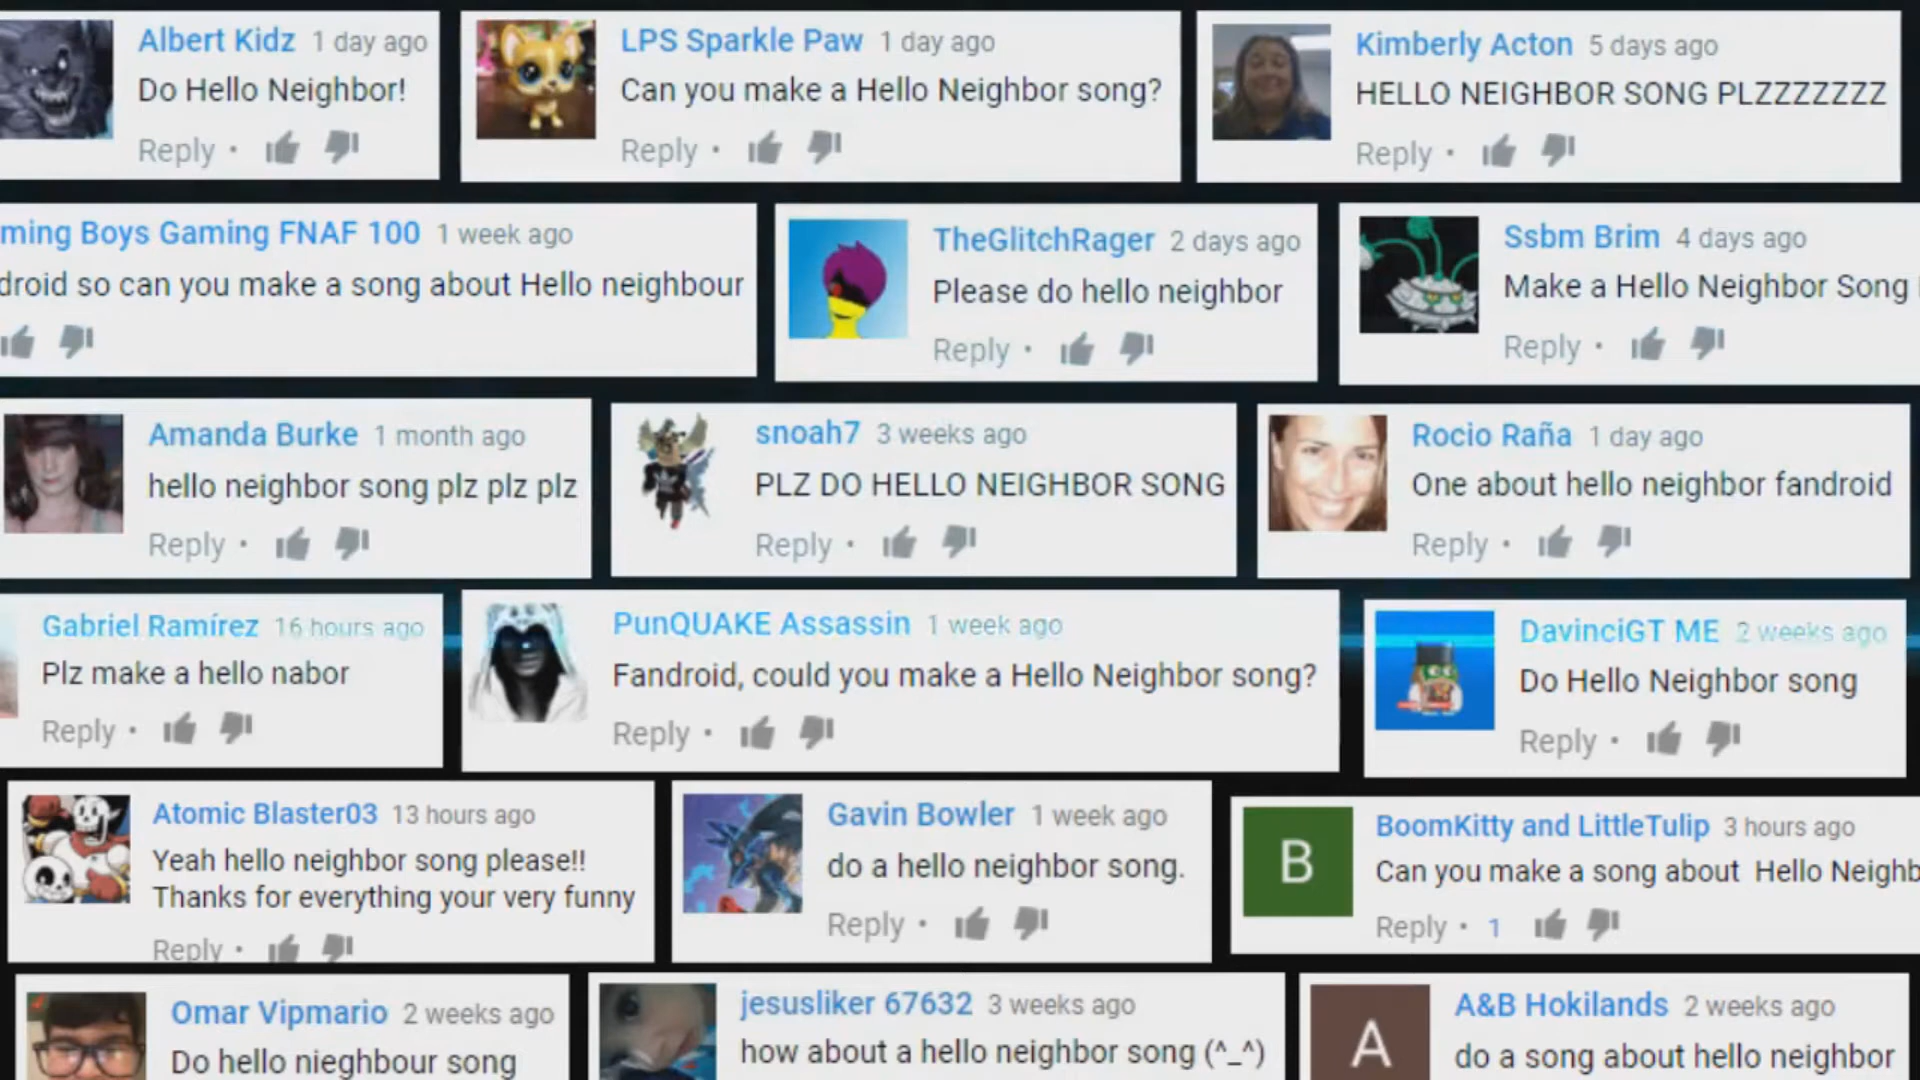 Albert Kidz 1 day ago
Do Hello Neighbor!
Reply •
LPS Sparkle Paw 1 day ago
Can you make a Hello Neighbor song?
Reply •
Kimberly Acton 5 days ago
HELLO NEIGHBOR SONG PLZZZZZZZ
Reply •
ming Boys Gaming FNAF 100 1 week ago
droid so can you make a song about Hello neighbour
TheGlitchRager 2 days ago
Please do hello neighbor
Reply •
Ssbm Brim 4 days ago
Make a Hello Neighbor Song
Reply •
Amanda Burke 1 month ago
hello neighbor song plz plz plz
Reply •
snoah7 3 weeks ago
PLZ DO HELLO NEIGHBOR SONG
Reply •
Rocio Raña 1 day ago
One about hello neighbor fandroid
Reply •
Gabriel Ramírez 16 hours ago
Plz make a hello nabor
Reply •
PunQUAKE Assassin 1 week ago
Fandroid, could you make a Hello Neighbor song?
Reply •
DavinciGT ME 2 weeks ago
Do Hello Neighbor song
Reply •
Atomic Blaster03 13 hours ago
Yeah hello neighbor song please!!
Thanks for everything your very funny
Reply •
Gavin Bowler 1 week ago
do a hello neighbor song.
Reply •
B
BoomKitty and LittleTulip 3 hours ago
Can you make a song about Hello Neighb
Reply • 1
Omar Vipmario 2 weeks ago
Do hello nieghbour song
jesusliker 67632 3 weeks ago
how about a hello neighbor song (^_^)
A
A&B Hokilands 2 weeks ago
do a song about hello neighbor